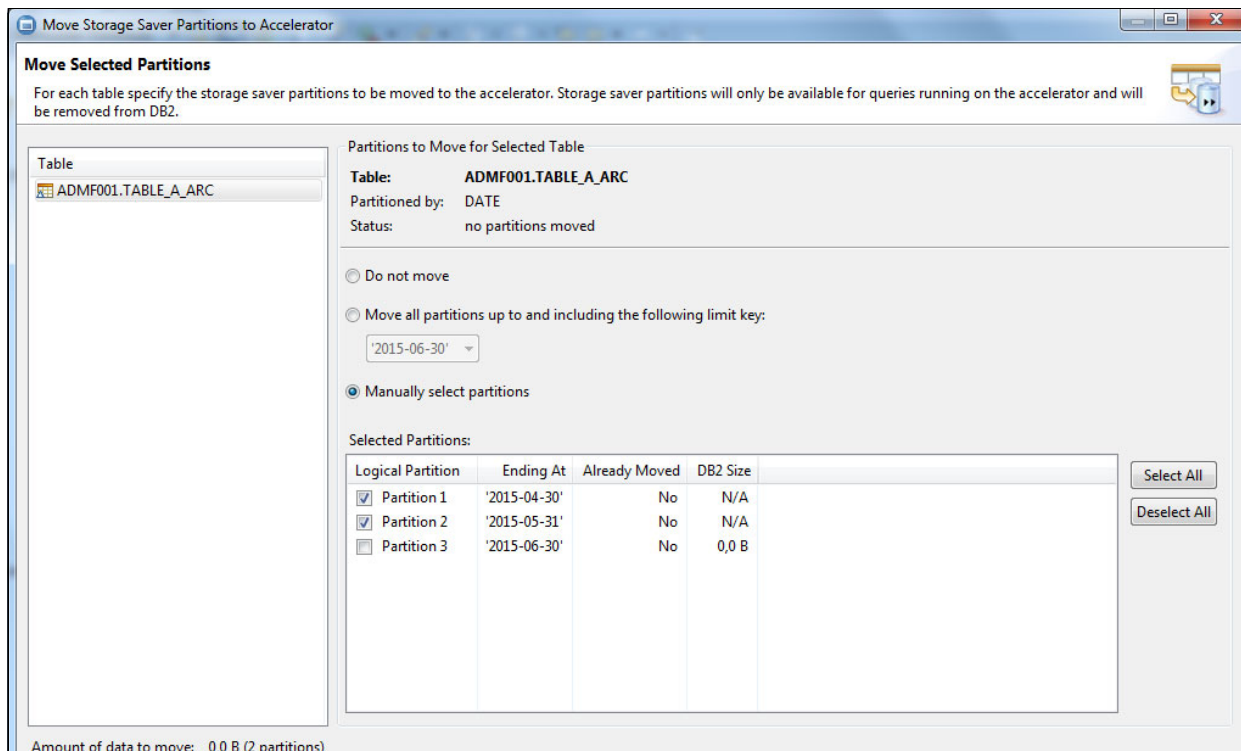 Move Storage Saver Partitions to Accelerator
Move Selected Partitions
For each table specify the storage saver partitions to be moved to the accelerator. Storage saver partitions will only be available for queries running on the accelerator and will
be removed from DB2.
Table
ADMF001.TABLE_A_ARC
Partitions to Move for Selected Table
Table: ADMF001.TABLE_A_ARC
Partitioned by: DATE
Status: no partitions moved
Do not move
Move all partitions up to and including the following limit key:
'2015-06-30'
Manually select partitions
Selected Partitions:
Logical Partition Ending At Already Moved DB2 Size
Partition 1 '2015-04-30' No N/A
Partition 2 '2015-05-31' No N/A
Partition 3 '2015-06-30' No 0,0 B
Select All
Deselect All
Amount of data to move: 0,0 B (2 partitions)